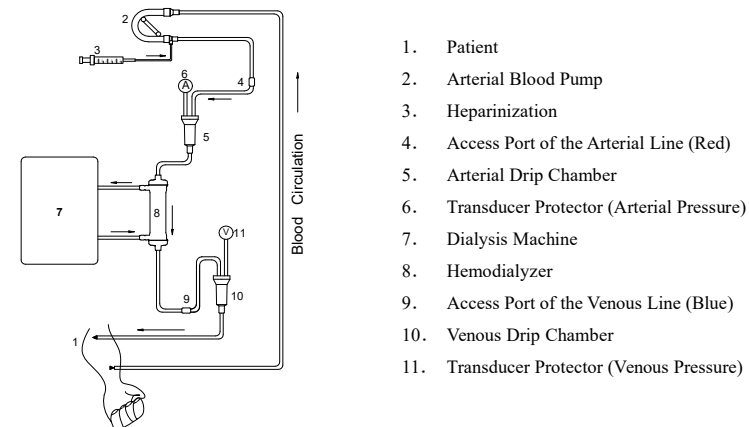 2
3
6
A
4
5
Blood Circulation
7
8
V 11
9
10
1
1. Patient
2. Arterial Blood Pump
3. Heparinization
4. Access Port of the Arterial Line (Red)
5. Arterial Drip Chamber
6. Transducer Protector (Arterial Pressure)
7. Dialysis Machine
8. Hemodialyzer
9. Access Port of the Venous Line (Blue)
10. Venous Drip Chamber
11. Transducer Protector (Venous Pressure)